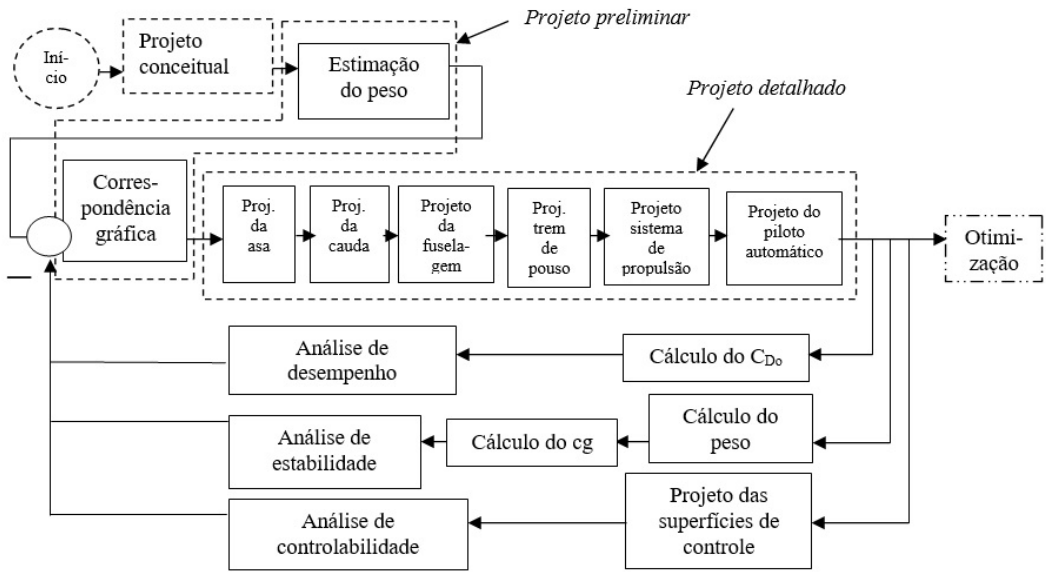 Projeto preliminar
Iní-
cio
Projeto
conceitual
Estimação
do peso
Projeto detalhado
Corres-
pondência
gráfica
Proj.
da
asa
Proj.
da
cauda
Projeto
da
fusela-
gem
Proj.
trem
de
pouso
Projeto
sistema
de
propulsão
Projeto do
piloto
automático
Otimi-
zação
Análise de
desempenho
Cálculo do C_Do
Análise de
estabilidade
Cálculo do cg
Cálculo do
peso
Análise de
controlabilidade
Projeto das
superfícies de
controle